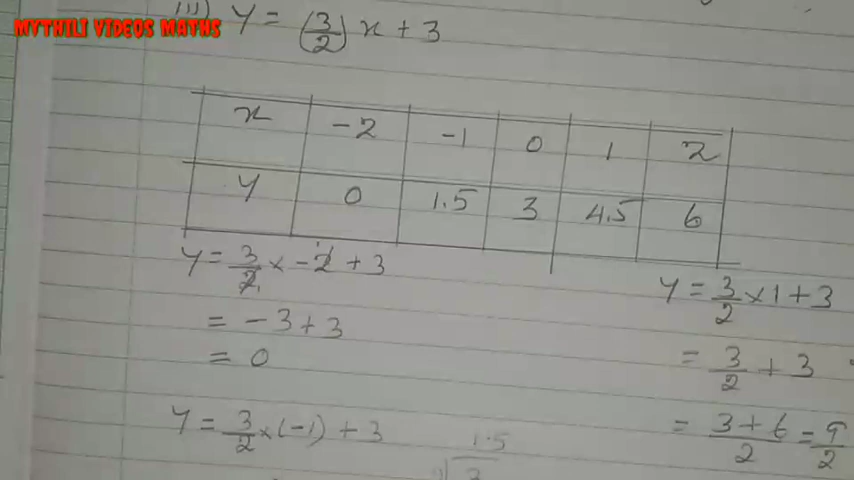 MYTHILI VIDEOS MATHS
iii) y = (3/2) x + 3
x -2 -1 0 1 2
y 0 1.5 3 4.5 6
y = 3/2 × -2 + 3
= -3+3
= 0
y = 3/2 × (-1) + 3
y = 3/2 × 1 + 3
= 3/2 + 3
= 3+6/2 = 9/2
1.5